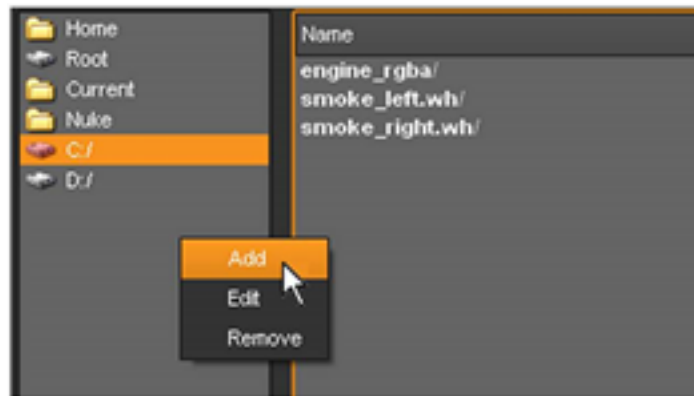 Home
Root
Current
Nuke
C:/
D:/
Name
engine_rgba/
smoke_left.wh/
smoke_right.wh/
Add
Edit
Remove